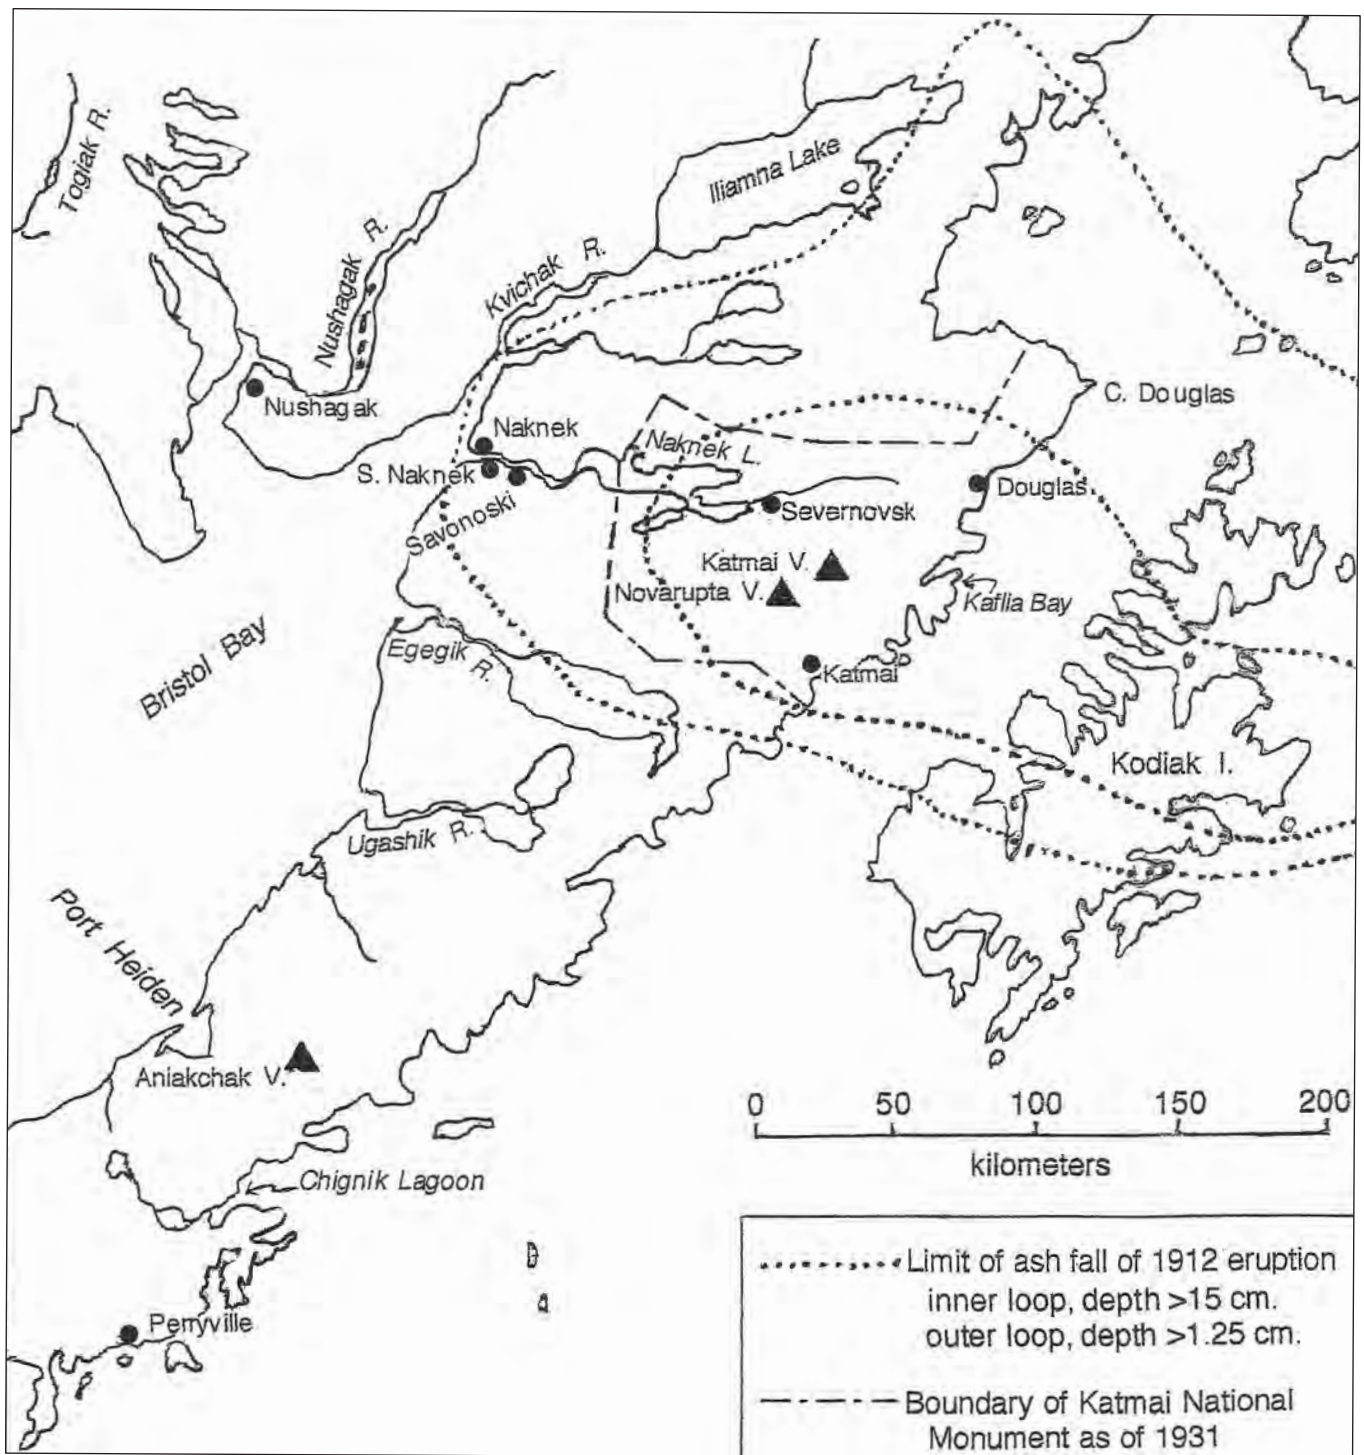 Togiak R.
Nushagak R.
Iliamna Lake
Kvichak R.
Nushagak
C. Douglas
Naknek
Naknek L.
S. Naknek
Douglas
Savonoski
Severnovsk
Katmai V.
Novarupta V.
Kaflia Bay
Bristol Bay
Egegik R.
Katmai
Kodiak I.
Ugashik R.
Port Heiden
Aniakchak V.
0 50 100 150 200
kilometers
Chignik Lagoon
Perryville
Limit of ash fall of 1912 eruption
inner loop, depth >15 cm.
outer loop, depth >1.25 cm.
Boundary of Katmai National
Monument as of 1931